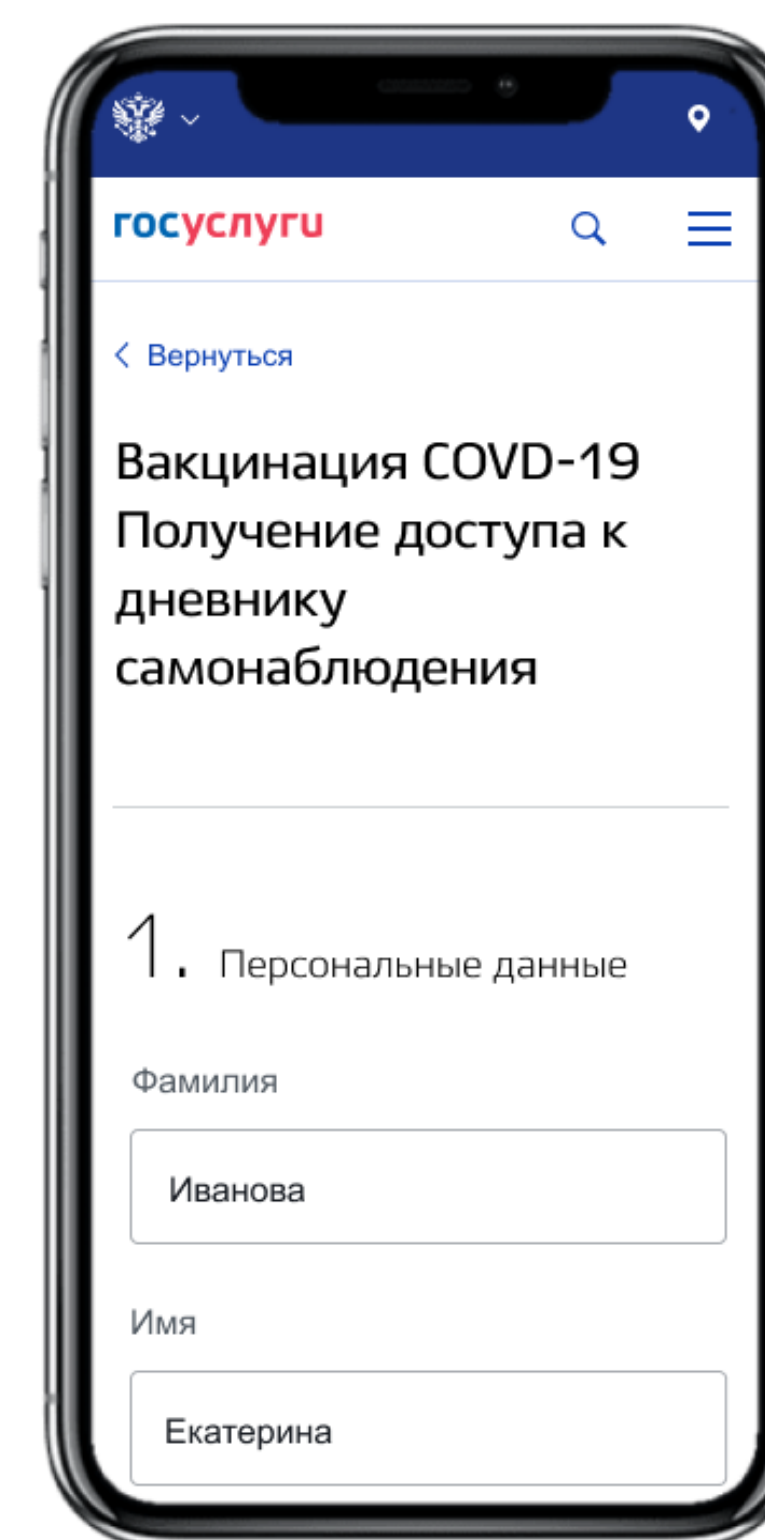 госуслуги
Вернуться
Вакцинация COVD-19
Получение доступа к
дневнику
самонаблюдения
1. Персональные данные
Фамилия
Иванова
Имя
Екатерина